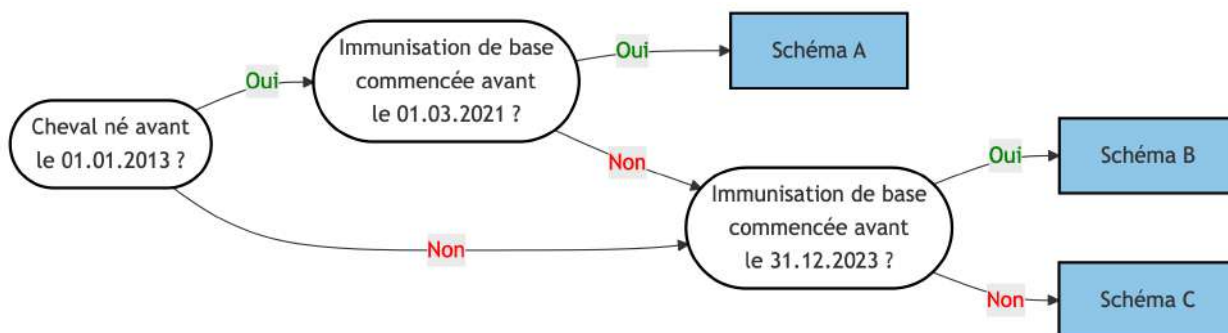 Cheval né avant
le 01.01.2013 ?
Oui
Immunisation de base
commencée avant
le 01.03.2021 ?
Oui
Schéma A
Non
Non
Immunisation de base
commencée avant
le 31.12.2023 ?
Oui
Schéma B
Non
Schéma C